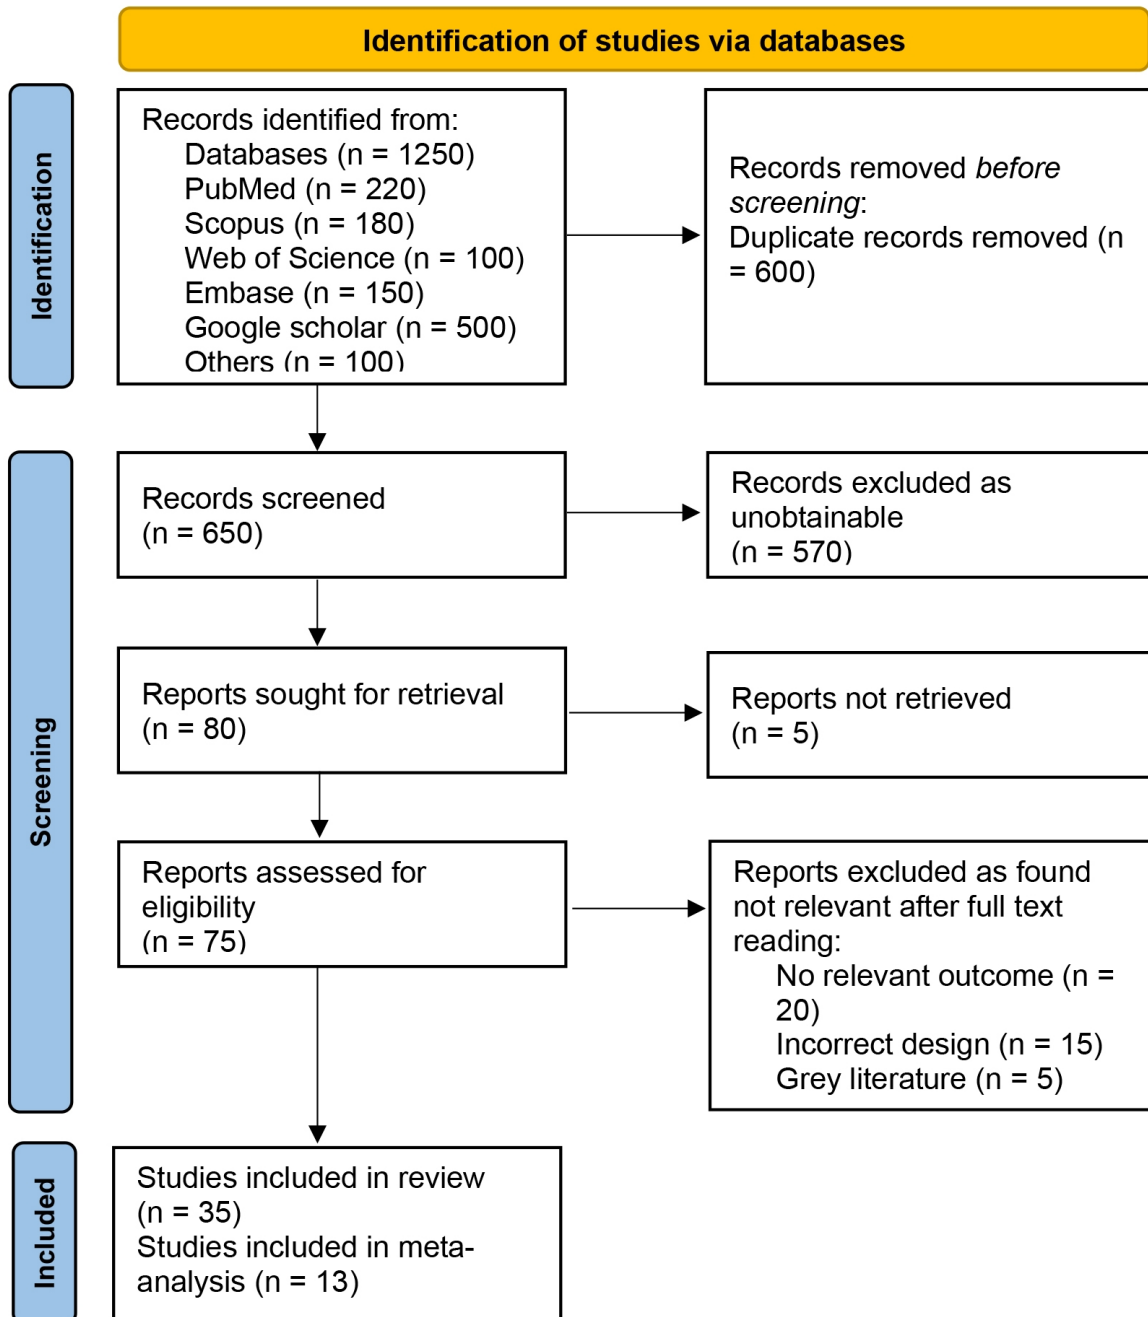 Identification of studies via databases
Identification
Records identified from:
Databases (n = 1250)
PubMed (n = 220)
Scopus (n = 180)
Web of Science (n = 100)
Embase (n = 150)
Google scholar (n = 500)
Others (n = 100)
Records removed before
screening:
Duplicate records removed (n
= 600)
Screening
Records screened
(n = 650)
Records excluded as
unobtainable
(n = 570)
Reports sought for retrieval
(n = 80)
Reports not retrieved
(n = 5)
Reports assessed for
eligibility
(n = 75)
Reports excluded as found
not relevant after full text
reading:
No relevant outcome (n =
20)
Incorrect design (n = 15)
Grey literature (n = 5)
Included
Studies included in review
(n = 35)
Studies included in meta-
analysis (n = 13)